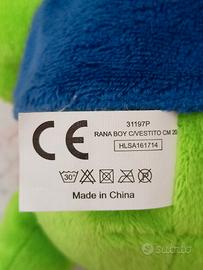 31197P
CE
RANA BOY C/VESTITO CM 20
HLSA161714
30°
Made in
China
subito